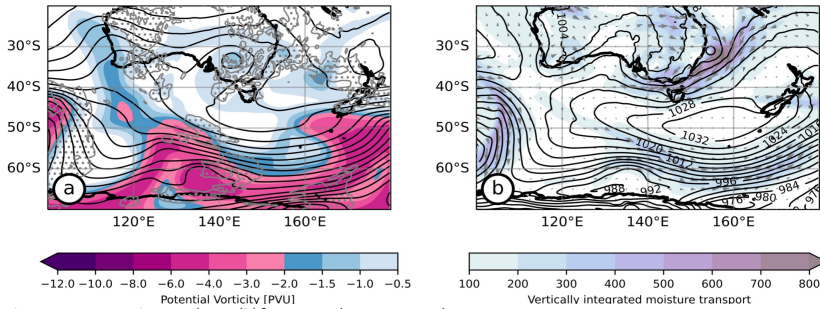 30°S
40°S
50°S
60°S
a
120°E 140°E 160°E
−12.0 −10.0 −8.0 −6.0 −4.0 −3.0 −2.0 −1.5 −1.0 −0.5
Potential Vorticity [PVU]
30°S
40°S
50°S
60°S
1004
1028
1032
1020
1012
1024
1016
996
988
992
984
980
976
976
b
120°E 140°E 160°E
100 200 300 400 500 600 700 800
Vertically integrated moisture transport